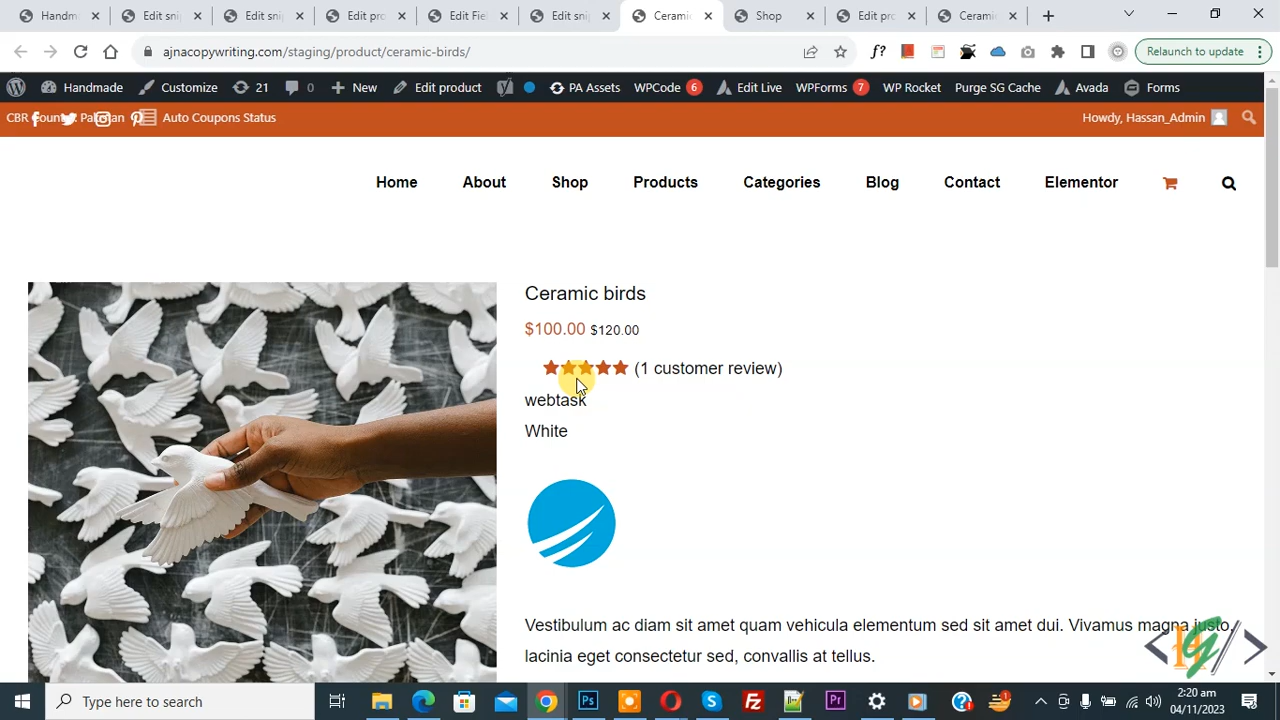 Handm
Edit snip
Edit snip
Edit pro
Edit Fiel
Edit snip
Ceramic
Shop
Edit pro
Ceramic
ajnacopywriting.com/staging/product/ceramic-birds/
f?
Relaunch to update
Handmade
21
0
New
Edit product
PA Assets
WPCode 6
Edit Live
WPForms 7
WP Rocket
Purge SG Cache
Avada
Forms
Auto Coupons Status
Howdy, Hassan_Admin
Home
About
Shop
Products
Categories
Blog
Contact
Elementor
Ceramic birds
$100.00 $120.00
(1 customer review)
webtask
White
Vestibulum ac diam sit amet quam vehicula elementum sed sit amet dui. Vivamus magna justo,
lacinia eget consectetur sed, convallis at tellus.
Type here to search
2:20 am
04/11/2023